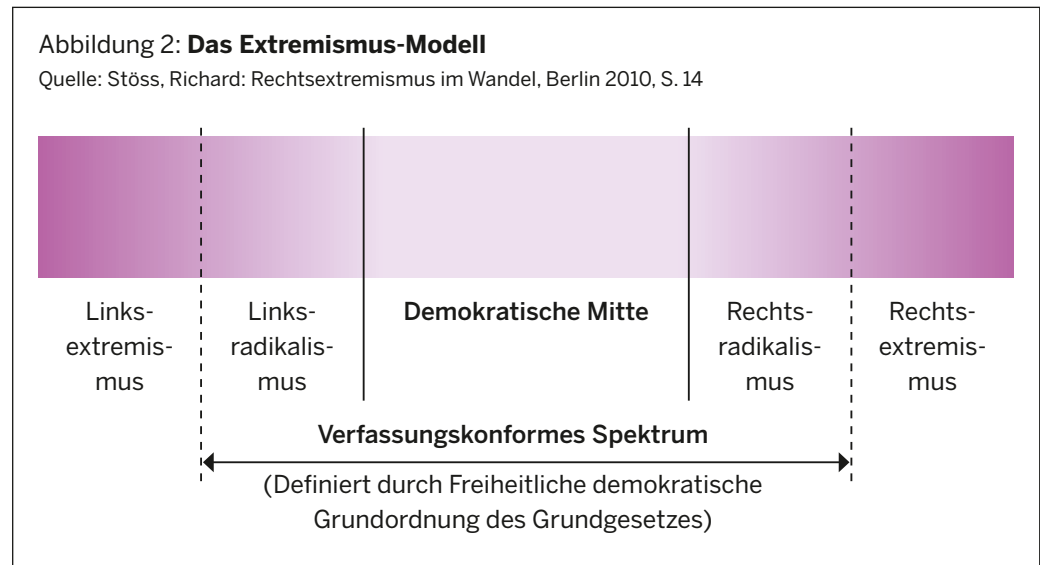 Abbildung 2: Das Extremismus-Modell
Quelle: Stöss, Richard: Rechtsextremismus im Wandel, Berlin 2010, S. 14
Links-
extremis-
mus
Links-
radikalis-
mus
Demokratische Mitte
Rechts-
radikalis-
mus
Rechts-
extremis-
mus
Verfassungskonformes Spektrum
(Definiert durch Freiheitliche demokratische
Grundordnung des Grundgesetzes)